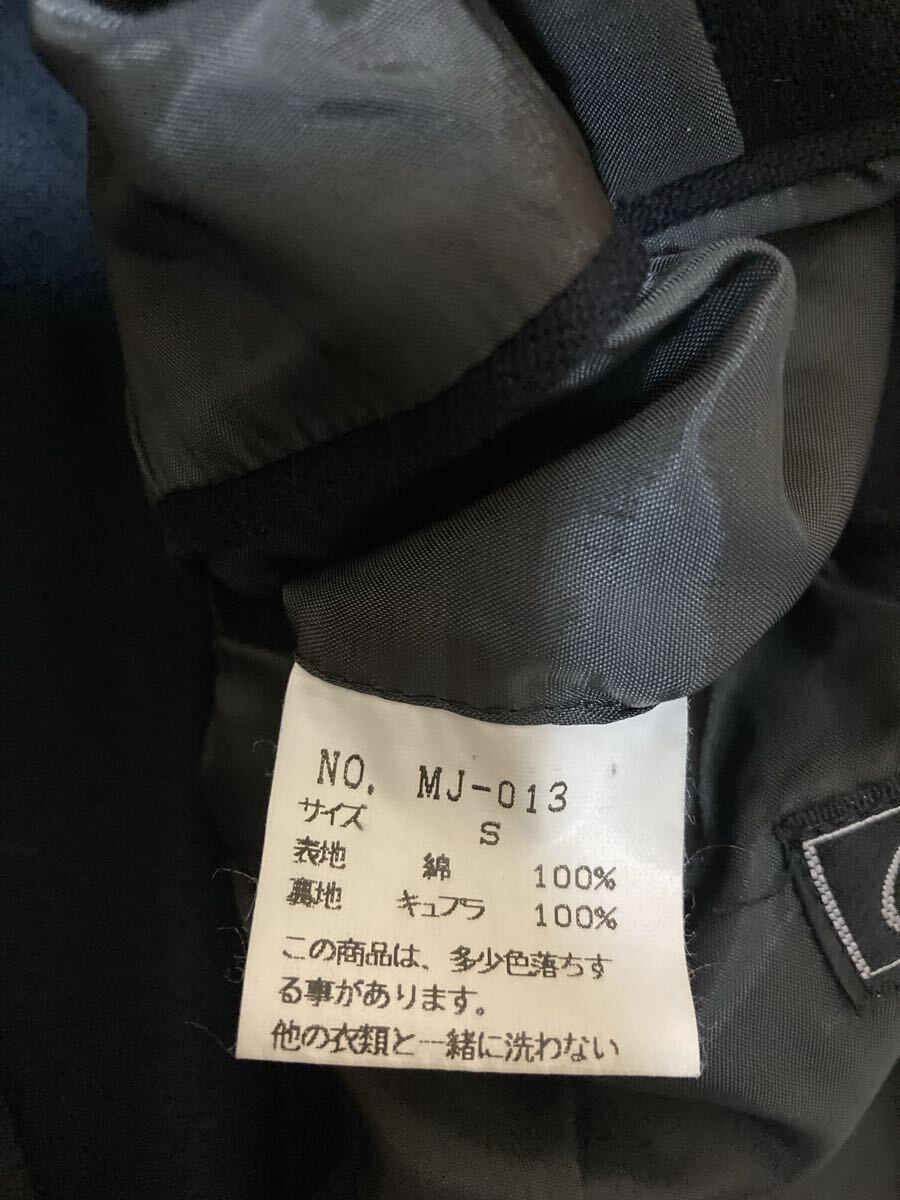 NO. MJ-013
サイズ S
表地 綿 100%
裏地 キュプラ 100%
この商品は、多少色落ちす
る事があります。
他の衣類と一緒に洗わない